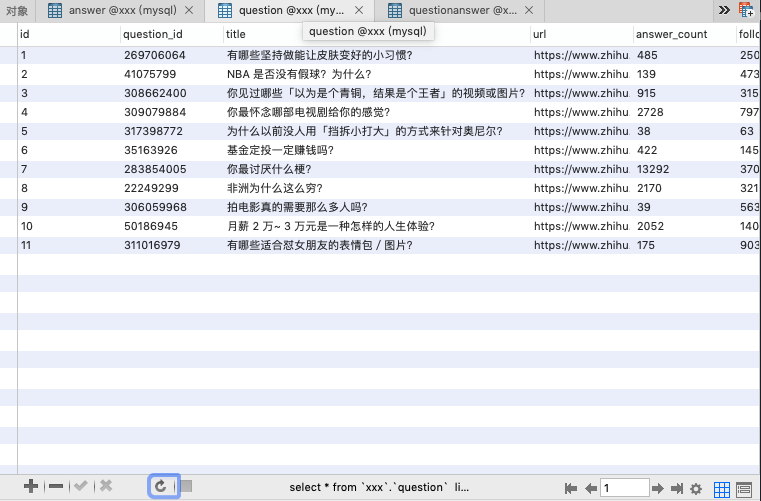 对象 answer @xxx (mysql) question @xxx (my... questionanswer @x...
question @xxx (mysql)
id question_id title url answer_count follo
1 269706064 有哪些坚持做能让皮肤变好的小习惯？ https://www.zhihu. 485 250
2 41075799 NBA 是否没有假球？为什么？ https://www.zhihu. 139 473
3 308662400 你见过哪些「以为是个青铜，结果是个王者」的视频或图片？ https://www.zhihu. 915 315
4 309079884 你最怀念哪部电视剧给你的感觉？ https://www.zhihu. 2728 797
5 317398772 为什么以前没人用「挡拆小打大」的方式来针对奥尼尔？ https://www.zhihu. 38 63
6 35163926 基金定投一定赚钱吗？ https://www.zhihu. 422 145
7 283854005 你最讨厌什么梗？ https://www.zhihu. 13292 370
8 22249299 非洲为什么这么穷？ https://www.zhihu. 2170 321
9 306059968 拍电影真的需要那么多人吗？ https://www.zhihu. 39 563
10 50186945 月薪 2 万~ 3 万元是一种怎样的人生体验？ https://www.zhihu. 2052 140
11 311016979 有哪些适合怼女朋友的表情包 / 图片？ https://www.zhihu. 175 903
select * from `xxx`.`question` li... 1